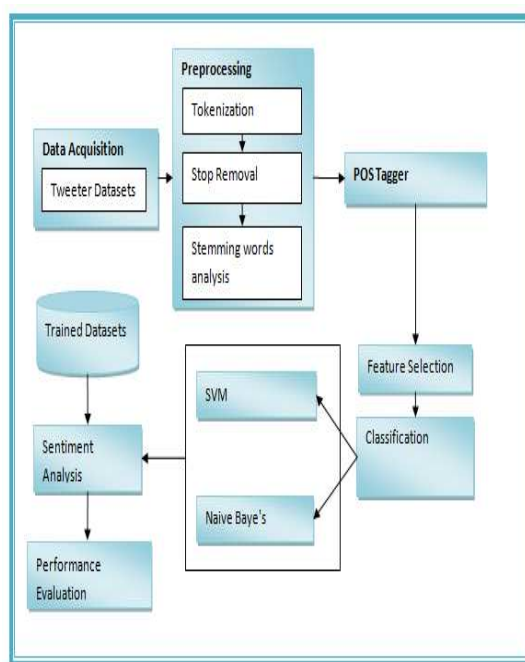 Data Acquisition
Tweeter Datasets
Preprocessing
Tokenization
Stop Removal
Stemming words
analysis
POS Tagger
Feature Selection
Classification
SVM
Naive Baye's
Trained Datasets
Sentiment
Analysis
Performance
Evaluation